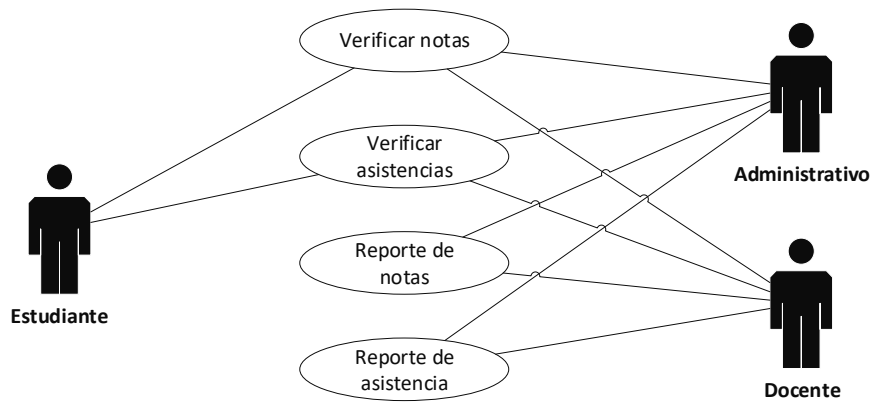 Verificar notas
Verificar
asistencias
Administrativo
Reporte de
notas
Estudiante
Reporte de
asistencia
Docente